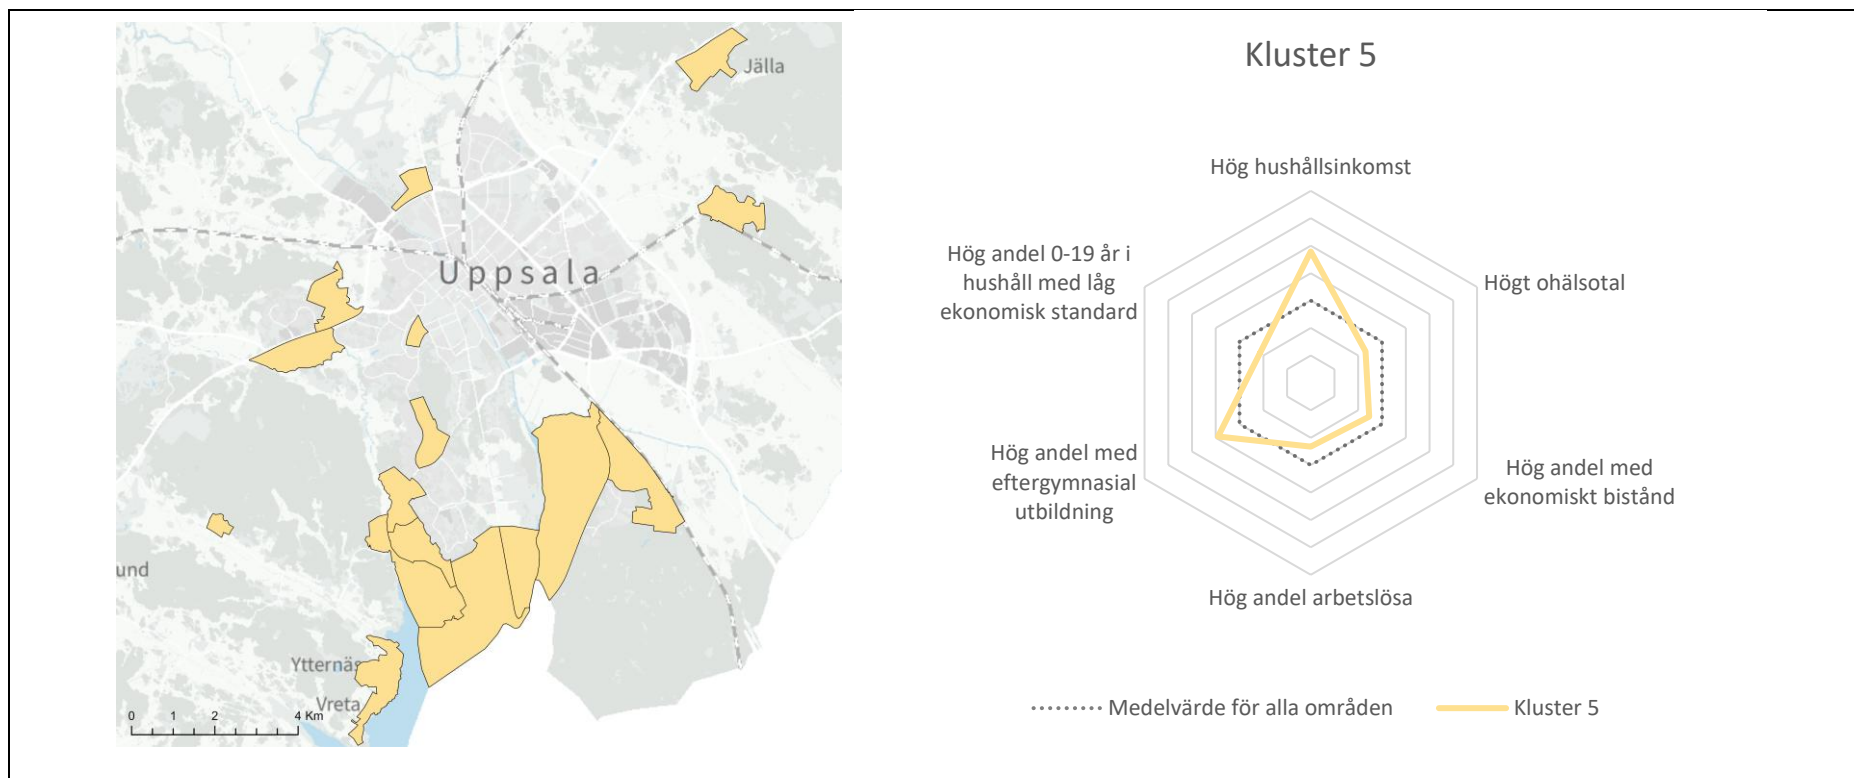 Jälla
Uppsala
und
Ytternäs
Vreta
0 1 2 4 Km
Kluster 5
Hög hushållsinkomst
Högt ohälsotal
Hög andel med
ekonomiskt bistånd
Hög andel arbetslösa
Hög andel med
eftergymnasial
utbildning
Hög andel 0-19 år i
hushåll med låg
ekonomisk standard
Medelvärde för alla områden
Kluster 5